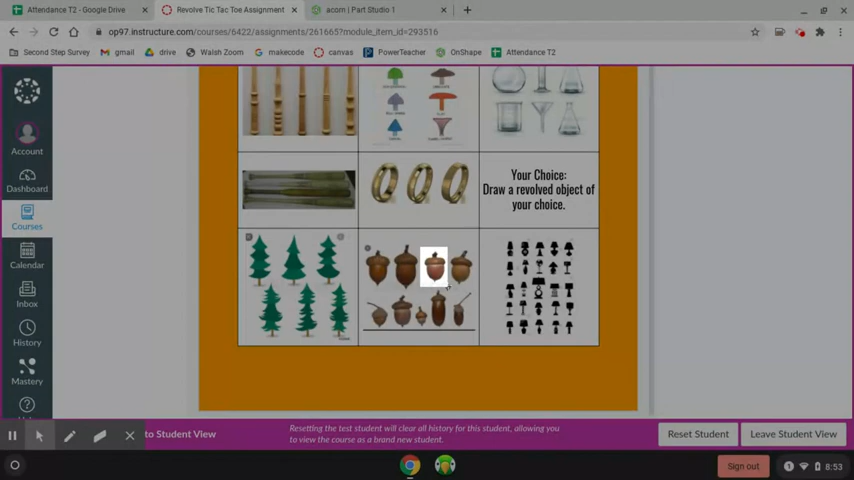 Attendance T2 - Google Drive
Revolve Tic Tac Toe Assignment
acorn | Part Studio 1
op97.instructure.com/courses/6422/assignments/261665?module_item_id=293516
Second Step Survey
gmail
drive
Walsh Zoom
makecode
canvas
PowerTeacher
OnShape
Attendance T2
Account
Dashboard
Courses
Calendar
Inbox
History
Mastery
Your Choice:
Draw a revolved object of
your choice.
to Student View
Resetting the test student will clear all history for this student, allowing
you to view the course as a brand new student.
Reset Student
Leave Student View
Sign out
1
8:53